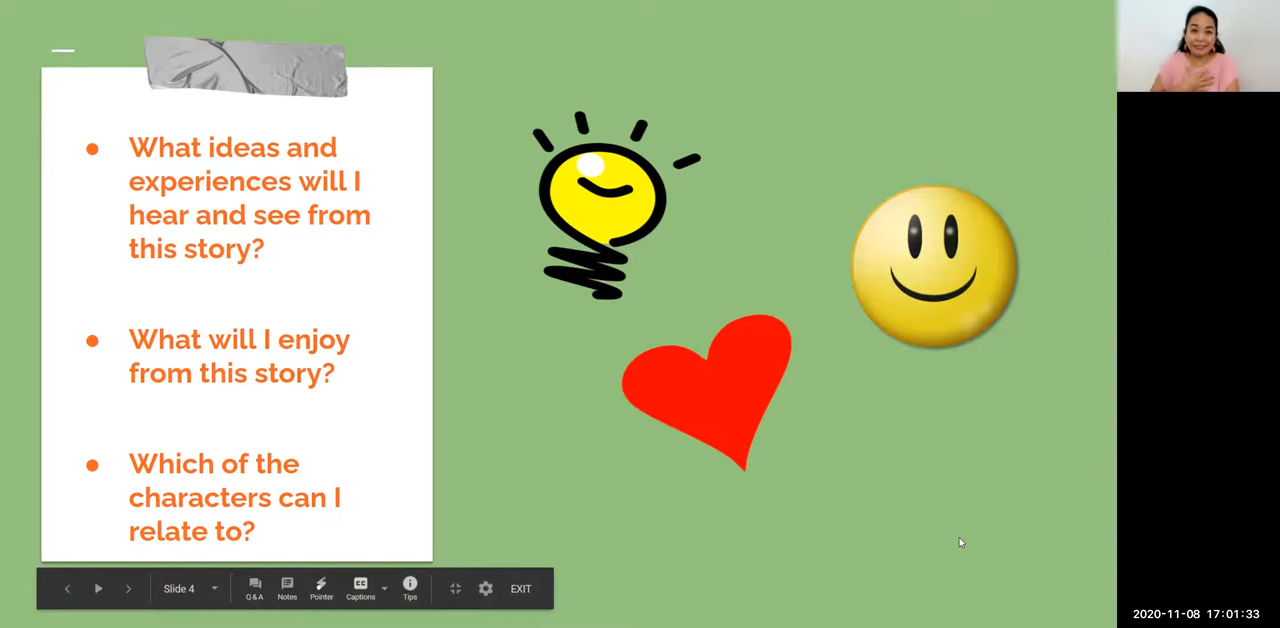 ● What ideas and
experiences will I
hear and see from
this story?
● What will I enjoy
from this story?
● Which of the
characters can I
relate to?
Slide 4
Q & A
Notes
Pointer
CC
Captions
Tips
EXIT
2020-11-08 17:01:33